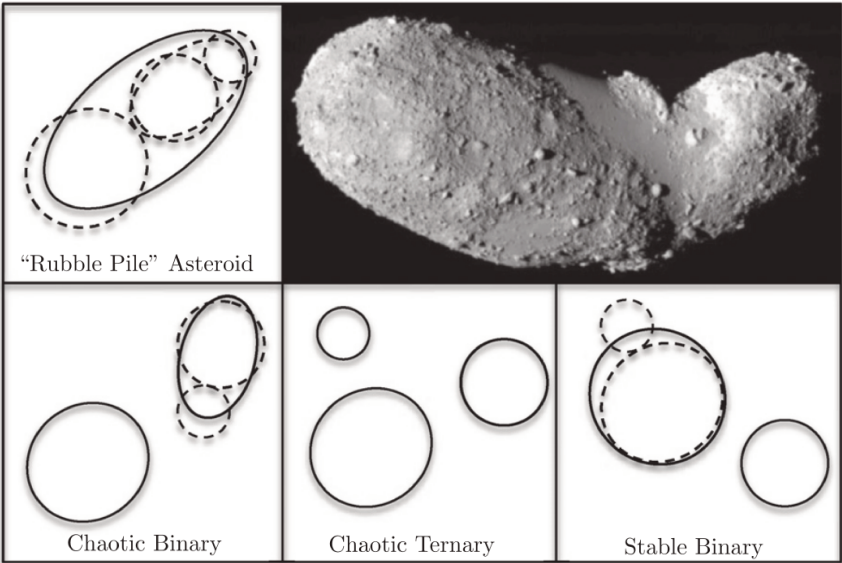 “Rubble Pile” Asteroid
Chaotic Binary
Chaotic Ternary
Stable Binary